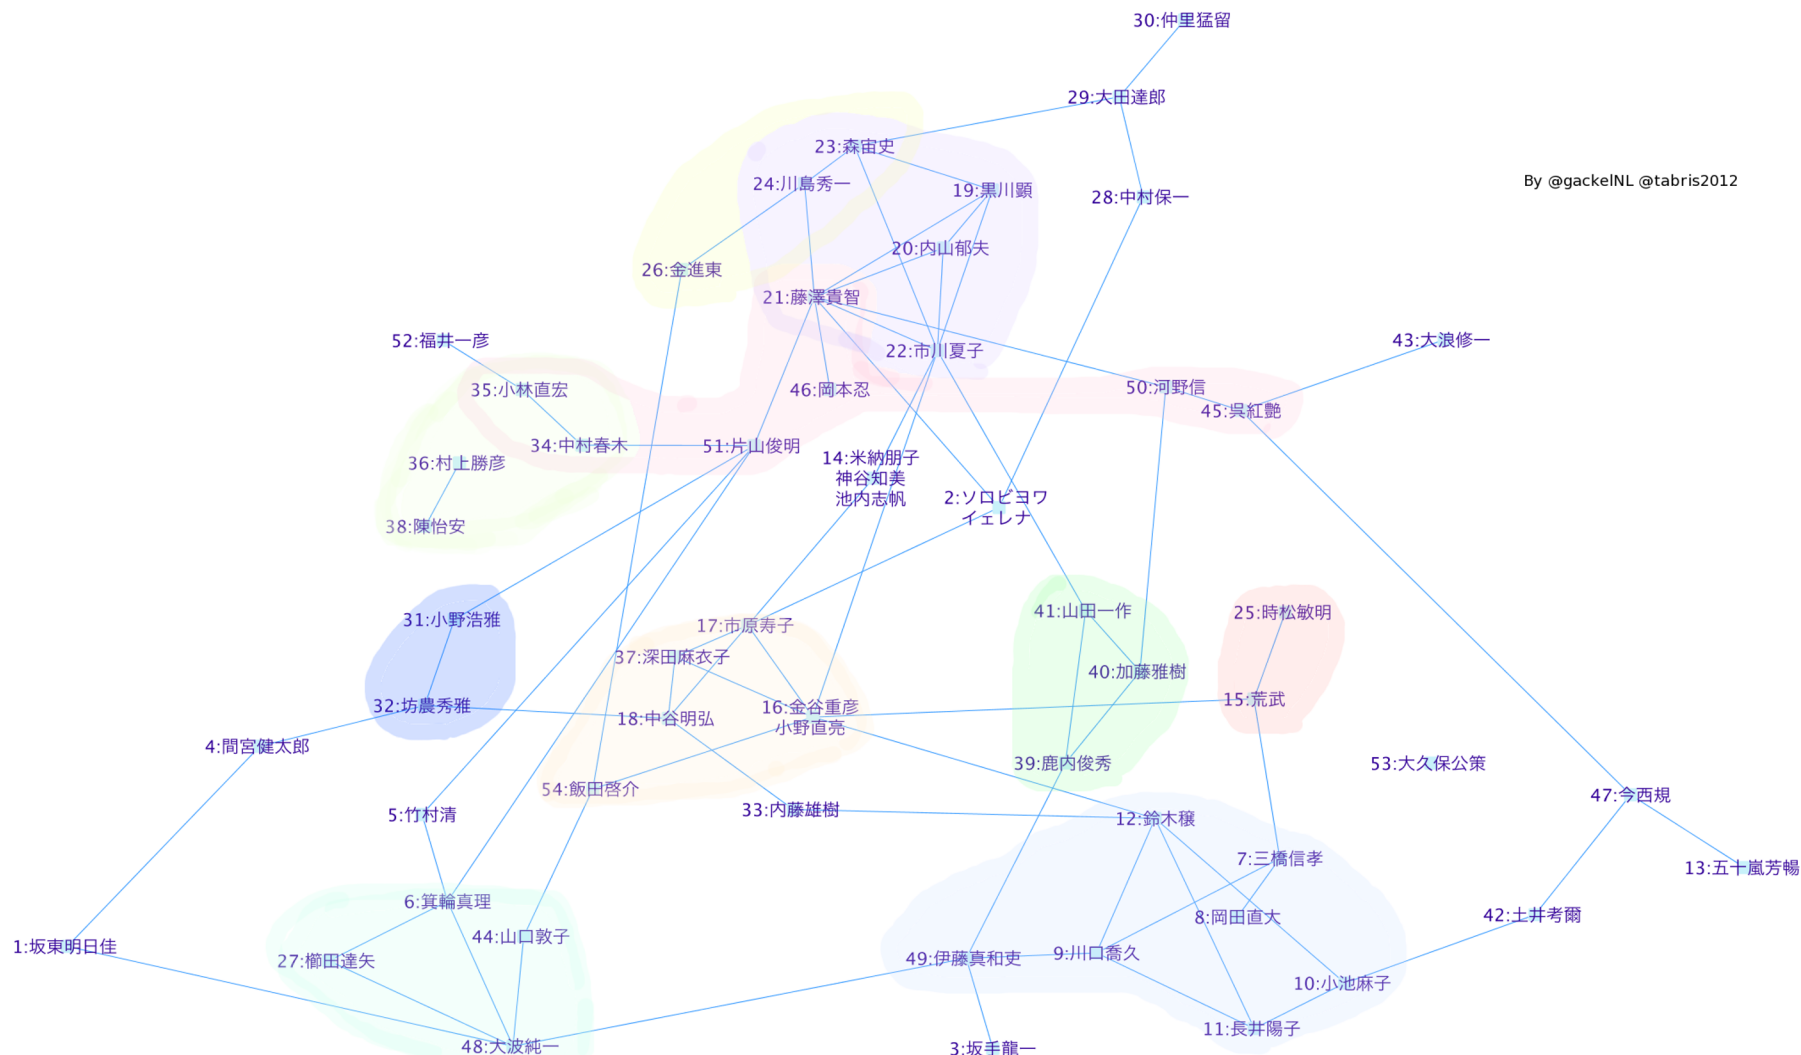 30:仲里猛留
29:大田達郎
23:森宙史
By @gackelNL @tabris2012
24:川島秀一
19:黒川顕
28:中村保一
20:内山郁夫
26:金進東
21:藤澤貴智
52:福井一彦
43:大浪修一
22:市川夏子
35:小林直宏
46:岡本忍
50:河野信
45:呉紅艶
34:中村春木
51:片山俊明
14:米納朋子
神谷知美
池内志帆
36:村上勝彦
2:ソロビヨワ
イェレナ
38:陳怡安
41:山田一作
25:時松敏明
31:小野浩雅
17:市原寿子
37:深田麻衣子
40:加藤雅樹
15:荒武
32:坊農秀雅
16:金谷重彦
小野直亮
18:中谷明弘
4:間宮健太郎
39:鹿内俊秀
53:大久保公策
54:飯田啓介
47:今西規
33:内藤雄樹
5:竹村清
12:鈴木穣
7:三橋信孝
13:五十嵐芳暢
6:箕輪真理
8:岡田直大
42:土井考爾
44:山口敦子
1:坂東明日佳
27:櫛田達矢
49:伊藤真和吏
9:川口喬久
10:小池麻子
11:長井陽子
48:大波純一
3:坂手龍一